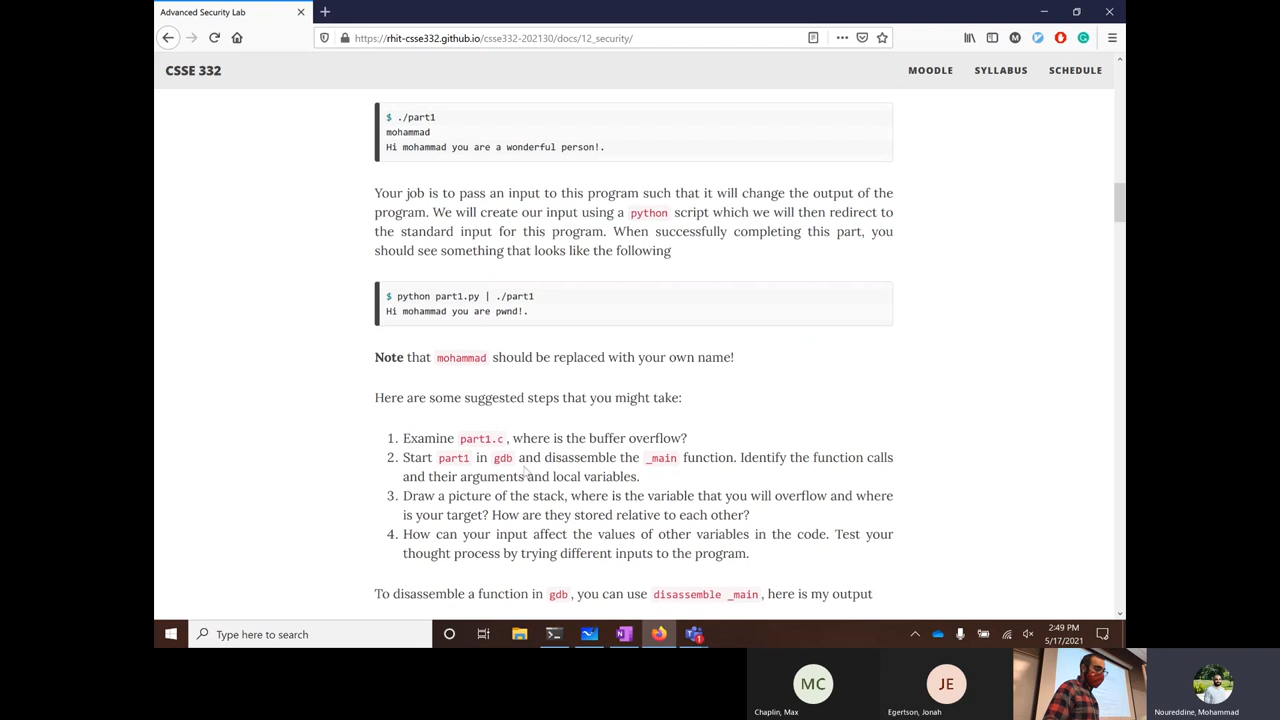 Advanced Security Lab
https://rhit-csse332.github.io/csse332-202130/docs/12_security/
CSSE 332
MOODLE SYLLABUS SCHEDULE
$ ./part1
mohammad
Hi mohammad you are a wonderful person!.
Your job is to pass an input to this program such that it will change the output of the
program. We will create our input using a python script which we will then redirect to
the standard input for this program. When successfully completing this part, you
should see something that looks like the following
$ python part1.py | ./part1
Hi mohammad you are pwnd!.
Note that mohammad should be replaced with your own name!
Here are some suggested steps that you might take:
1. Examine part1.c, where is the buffer overflow?
2. Start part1 in gdb and disassemble the _main function. Identify the function calls
and their arguments and local variables.
3. Draw a picture of the stack, where is the variable that you will overflow and where
is your target? How are they stored relative to each other?
4. How can your input affect the values of other variables in the code. Test your
thought process by trying different inputs to the program.
To disassemble a function in gdb, you can use disassemble _main, here is my output
Type here to search
2:49 PM
5/17/2021
MC
JE
Chaplin, Max
Egertson, Jonah
Noureddine, Mohammad